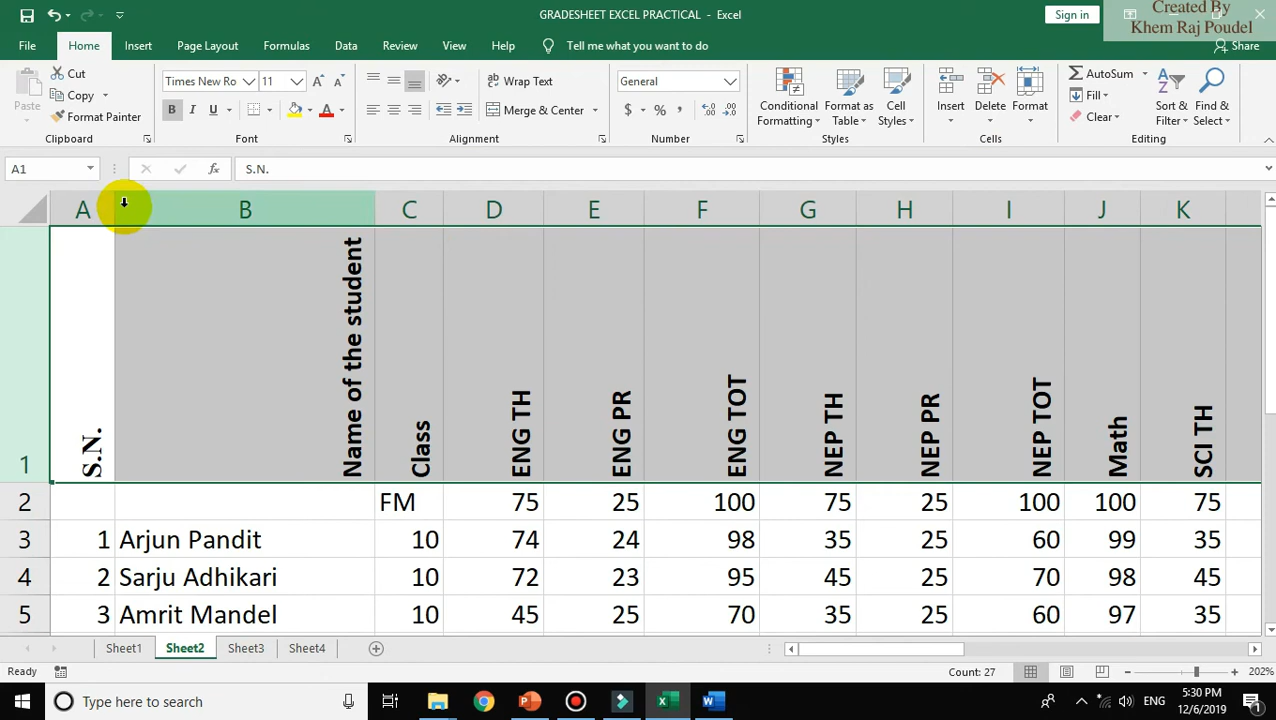 GRADESHEET EXCEL PRACTICAL - Excel
Sign in
Created By
Khem Raj Poudel
File Home Insert Page Layout Formulas Data Review View Help Tell me what you want to do
Share
Paste
Cut
Copy
Format Painter
Clipboard
Times New Ro 11
B I U
Font
Wrap Text
Merge & Center
Alignment
General
$ % ,
Number
Conditional Formatting
Format as Table
Cell Styles
Styles
Insert Delete Format
Cells
AutoSum
Fill
Clear
Sort & Filter
Find & Select
Editing
A1
fx
S.N.
A B C D E F G H I J K
1 S.N. Name of the student Class ENG TH ENG PR ENG TOT NEP TH NEP PR NEP TOT Math SCI TH
2 FM 75 25 100 75 25 100 100 75
3 1 Arjun Pandit 10 74 24 98 35 25 60 99 35
4 2 Sarju Adhikari 10 72 23 95 45 25 70 98 45
5 3 Amrit Mandel 10 45 25 70 35 25 60 97 35
Sheet1 Sheet2 Sheet3 Sheet4
Ready
Count: 27
202%
Type here to search
ENG
5:30 PM
12/6/2019